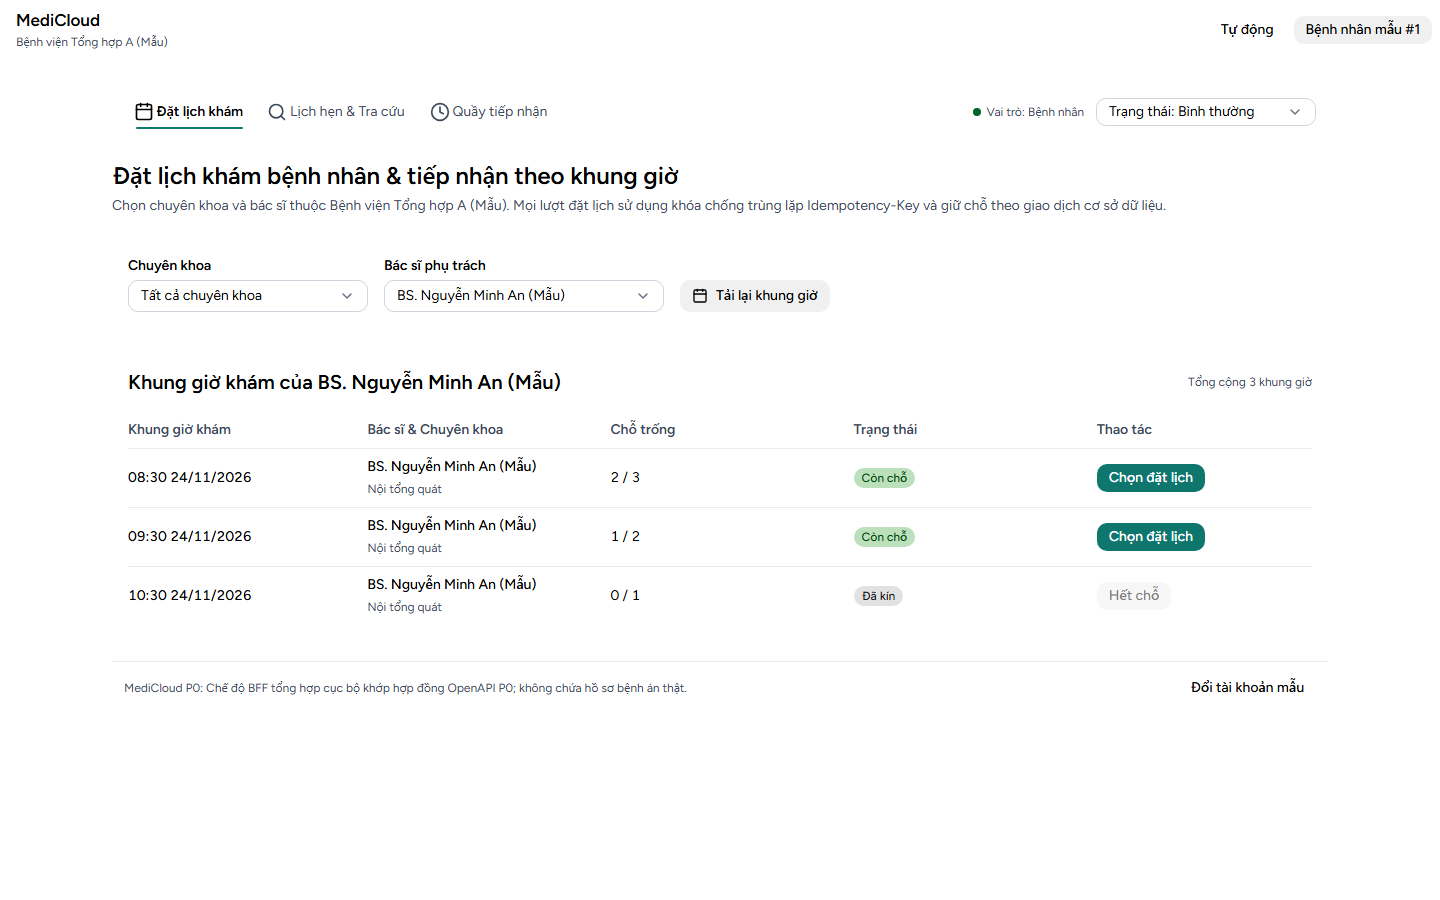 MediCloud
Bệnh viện Tổng hợp A (Mẫu)
Tự động
Bệnh nhân mẫu #1
Đặt lịch khám
Lịch hẹn & Tra cứu
Quầy tiếp nhận
Vai trò: Bệnh nhân
Trạng thái: Bình thường
Đặt lịch khám bệnh nhân & tiếp nhận theo khung giờ
Chọn chuyên khoa và bác sĩ thuộc Bệnh viện Tổng hợp A (Mẫu). Mọi lượt đặt lịch sử dụng khóa chống trùng lặp Idempotency-Key và giữ chỗ theo giao dịch cơ sở dữ liệu.
Chuyên khoa
Bác sĩ phụ trách
Tất cả chuyên khoa
BS. Nguyễn Minh An (Mẫu)
Tải lại khung giờ
Khung giờ khám của BS. Nguyễn Minh An (Mẫu)
Tổng cộng 3 khung giờ
Khung giờ khám
Bác sĩ & Chuyên khoa
Chỗ trống
Trạng thái
Thao tác
08:30 24/11/2026
BS. Nguyễn Minh An (Mẫu)
Nội tổng quát
2 / 3
Còn chỗ
Chọn đặt lịch
09:30 24/11/2026
BS. Nguyễn Minh An (Mẫu)
Nội tổng quát
1 / 2
Còn chỗ
Chọn đặt lịch
10:30 24/11/2026
BS. Nguyễn Minh An (Mẫu)
Nội tổng quát
0 / 1
Đã kín
Hết chỗ
MediCloud P0: Chế độ BFF tổng hợp cục bộ khớp hợp đồng OpenAPI P0; không chứa hồ sơ bệnh án thật.
Đổi tài khoản mẫu